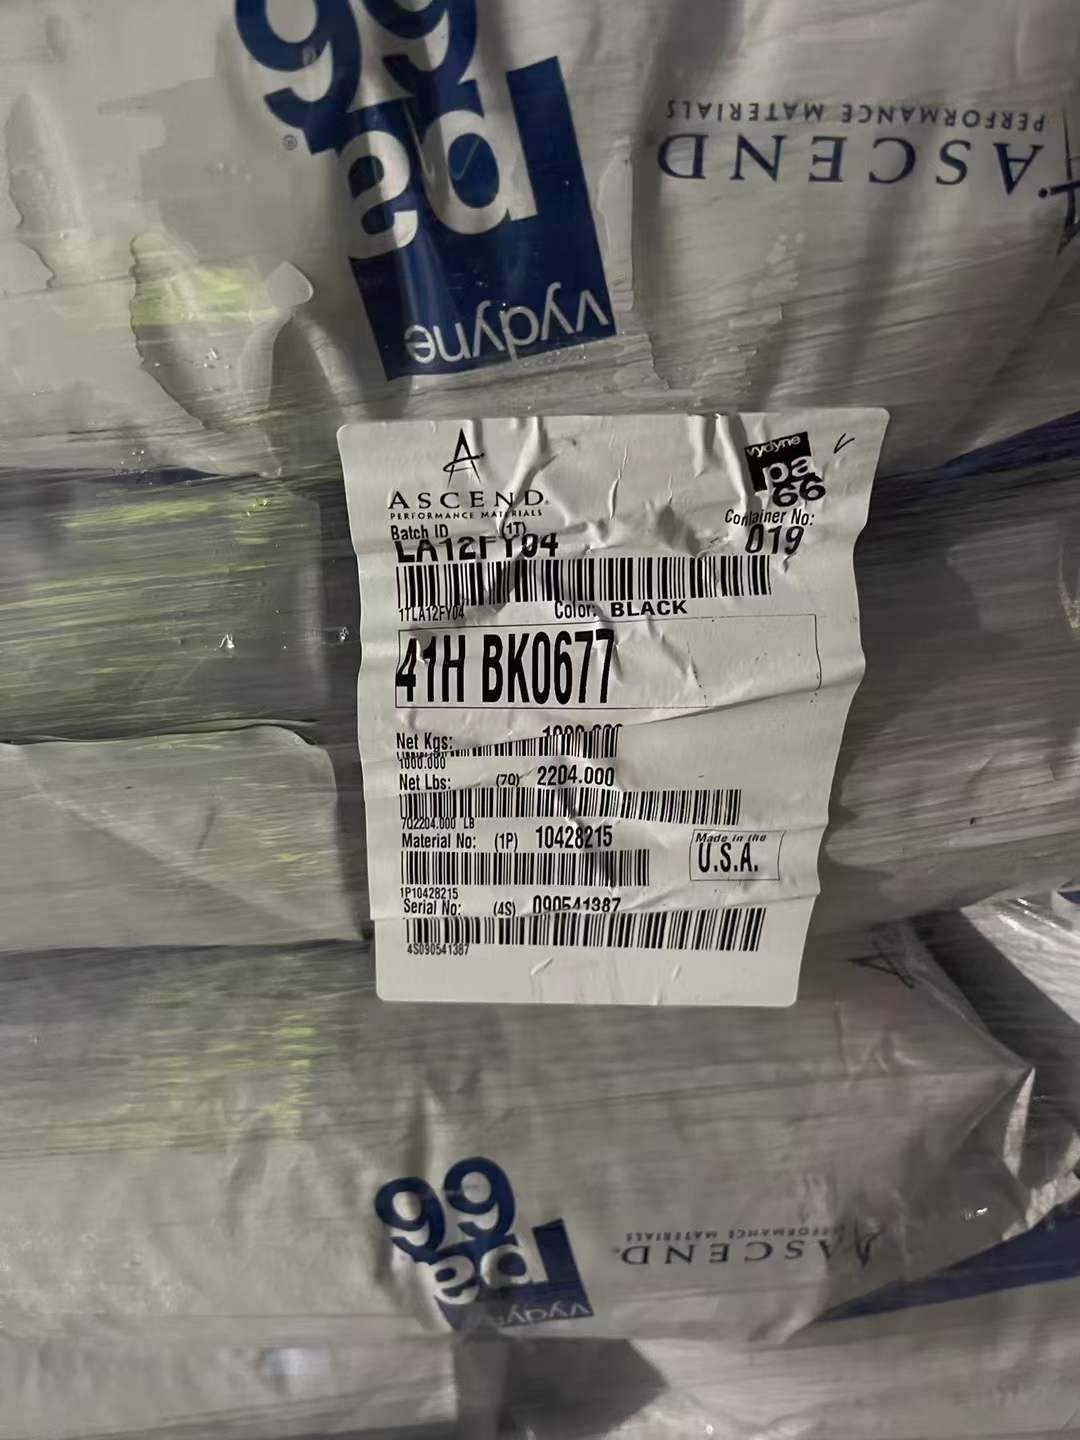 66
pa
vydyne
®
ASCEND
PERFORMANCE MATERIALS
ASCEND®
PERFORMANCE MATERIALS
vydyne
pa
66
Batch ID (1T)
LA12FY04
Container No:
019
1TLA12FY04
Color: BLACK
41H BK0677
Net Kgs: 1000.000
1000.000
Net Lbs: (7Q) 2204.000
7Q2204.000 LB
Material No: (1P) 10428215
Made in the
U.S.A.
1P10428215
Serial No: (4S) 090541387
4S090541387
66
pa
vydyne
ASCEND®
PERFORMANCE MATERIALS